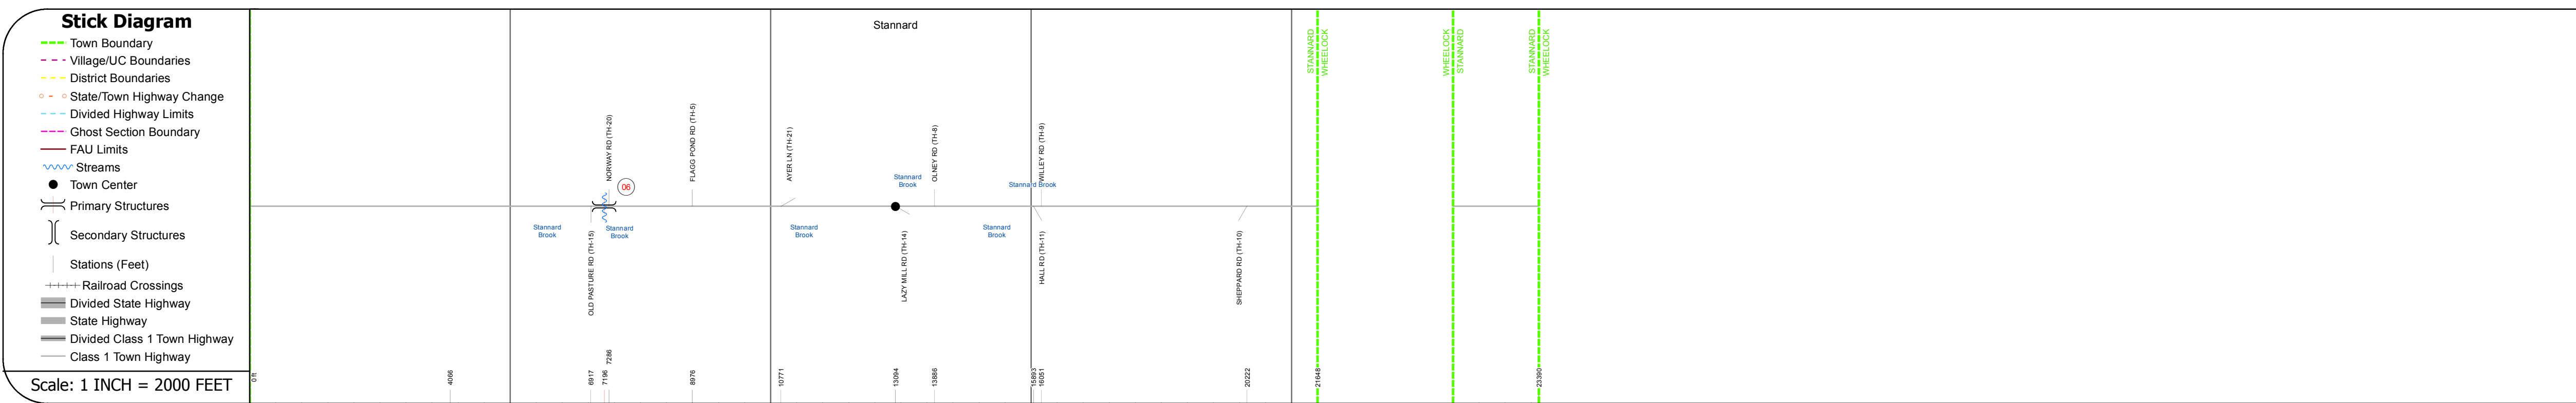 Stick Diagram
Town Boundary
Village/UC Boundaries
District Boundaries
State/Town Highway Change
Divided Highway Limits
Ghost Section Boundary
FAU Limits
Streams
Town Center
Primary Structures
Secondary Structures
Stations (Feet)
Railroad Crossings
Divided State Highway
State Highway
Divided Class 1 Town Highway
Class 1 Town Highway
Scale: 1 INCH = 2000 FEET
Stannard
STANNARD
WHEELOCK
WHEELOCK
STANNARD
STANNARD
WHEELOCK
NORWAY RD (TH-20)
FLAGG POND RD (TH-5)
AYER LN (TH-21)
OLNEY RD (TH-8)
WILLEY RD (TH-9)
06
Stannard
Brook
Stannard Brook
Stannard
Brook
Stannard
Brook
Stannard
Brook
Stannard
Brook
OLD PASTURE RD (TH-15)
LAZY MILL RD (TH-14)
HALL RD (TH-11)
SHEPPARD RD (TH-10)
0 ft
4066
6917
7196
7286
8976
10771
13094
13886
15893
16051
20222
21648
23390